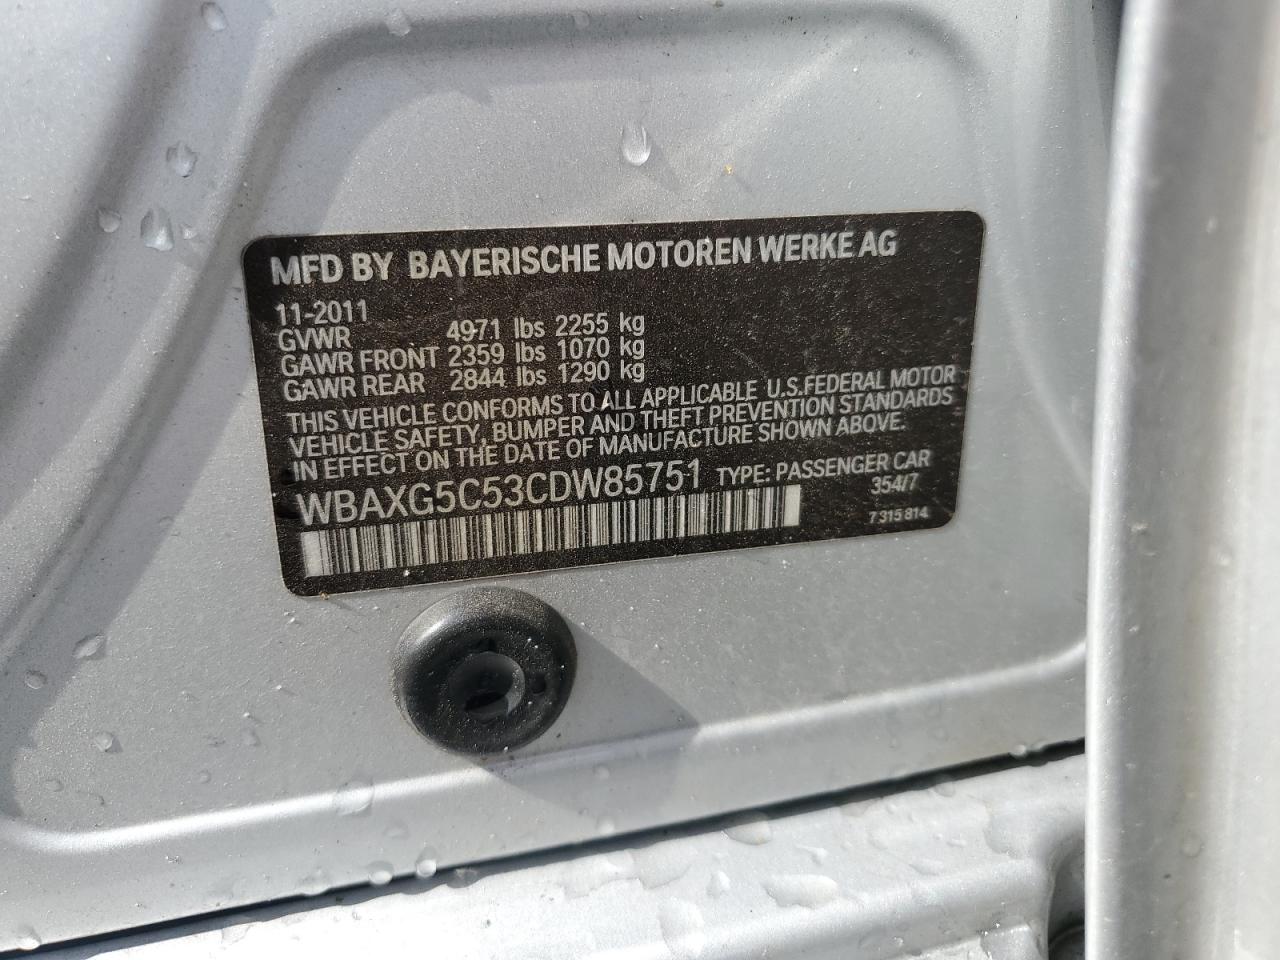 MFD BY BAYERISCHE MOTOREN WERKE AG
11-2011
GVWR 4971 lbs 2255 kg
GAWR FRONT 2359 lbs 1070 kg
GAWR REAR 2844 lbs 1290 kg
THIS VEHICLE CONFORMS TO ALL APPLICABLE U.S.FEDERAL MOTOR
VEHICLE SAFETY, BUMPER AND THEFT PREVENTION STANDARDS
IN EFFECT ON THE DATE OF MANUFACTURE SHOWN ABOVE.
WBAXG5C53CDW85751 TYPE: PASSENGER CAR
354/7
7 315 814